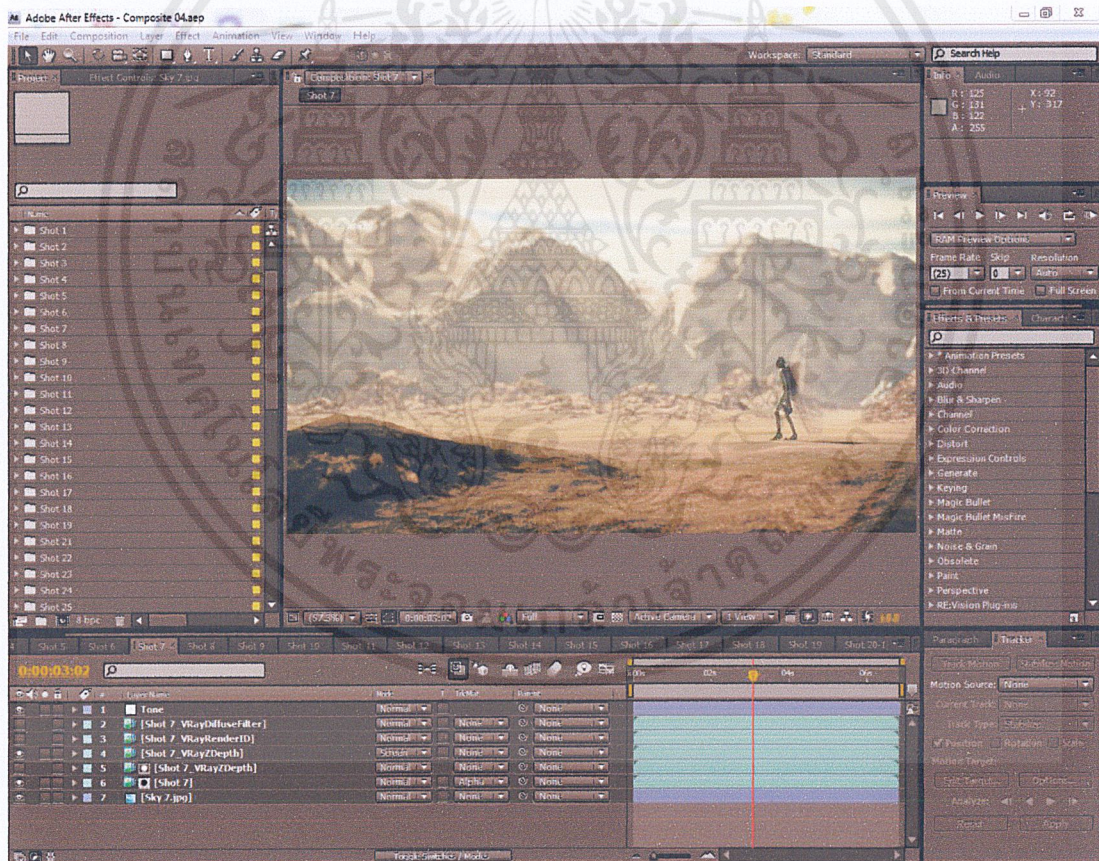 Adobe After Effects - Composite 04.aep
File Edit Composition Layer Effect Animation View Window Help
Workspace: Standard
Search Help
Project
Effect Controls: Sky 7.jpg
Composition: Shot 7
Shot 7
Info Audio
R: 125 X: 92
G: 131 Y: 317
B: 122
A: 255
Name
Shot 1
Shot 2
Shot 3
Shot 4
Shot 5
Shot 6
Shot 7
Shot 8
Shot 9
Shot 10
Shot 11
Shot 12
Shot 13
Shot 14
Shot 15
Shot 16
Shot 17
Shot 18
Shot 19
Shot 21
Shot 22
Shot 23
Shot 24
Shot 25
8 bpc
Preview
RAM Preview Options
Frame Rate Skip Resolution
(25) 0 Auto
From Current Time Full Screen
Effects & Presets
* Animation Presets
3D Channel
Audio
Blur & Sharpen
Channel
Color Correction
Distort
Expression Controls
Generate
Keying
Magic Bullet
Magic Bullet MisFire
Matte
Noise & Grain
Obsolete
Paint
Perspective
RE:Vision Plug-ins
0:00:03:02 Full Active Camera 1 View
Shot 5 Shot 6 Shot 7 Shot 8 Shot 9 Shot 10 Shot 11 Shot 12 Shot 13 Shot 14 Shot 15 Shot 16 Shot 17 Shot 18 Shot 19
0:00:03:02
02s 04s 06s
# Layer Name Mode T TrkMat Parent
1 Tone Normal None
2 [Shot 7_VRayDiffuseFilter] Normal None None
3 [Shot 7_VRayRenderID] Normal None None
4 [Shot 7_VRayZDepth] Screen None None
5 [Shot 7_VRayZDepth] Normal None None
6 [Shot 7] Normal Alpha None
7 [Sky 7.jpg] Normal None None
Toggle Switches / Modes
Paragraph Tracker
Track Motion Stabilize Motion
Motion Source: None
Current Track: None
Track Type: Stabilize
Position Rotation Scale
Motion Target:
Edit Target... Options...
Analyze:
Reset Apply